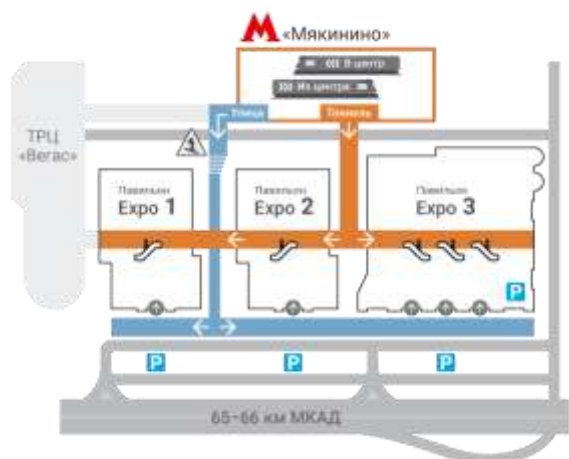 М «Мякинино»
В центр
Из центра
Улица
Тоннель
ТРЦ
«Вегас»
Павильон
Expo 1
Павильон
Expo 2
Павильон
Expo 3
P
P
P
P
65-66 км МКАД